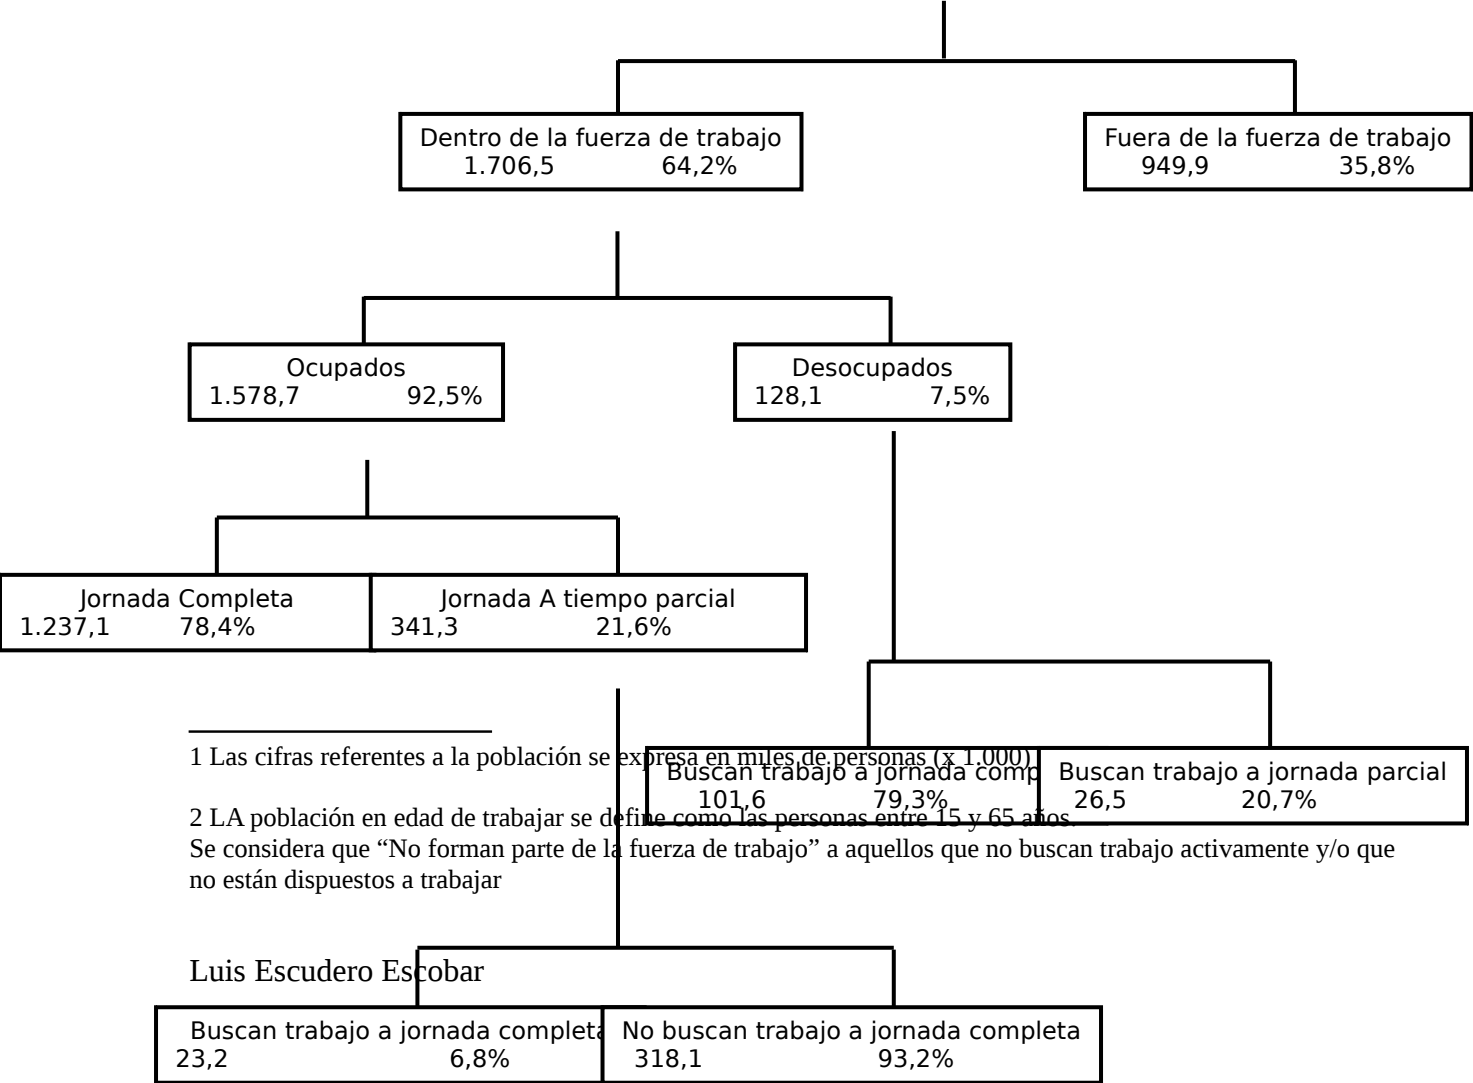 Dentro de la fuerza de trabajo
1.706,5 64,2%
Fuera de la fuerza de trabajo
949,9 35,8%
Ocupados
1.578,7 92,5%
Desocupados
128,1 7,5%
Jornada Completa
1.237,1 78,4%
Jornada A tiempo parcial
341,3 21,6%
1 Las cifras referentes a la población se expresa en miles de personas (x 1.000)
Buscan trabajo a jornada comp
101,6 79,3%
Buscan trabajo a jornada parcial
26,5 20,7%
2 LA población en edad de trabajar se define como las personas entre 15 y 65 años.
Se considera que “No forman parte de la fuerza de trabajo” a aquellos que no buscan trabajo activamente y/o que
no están dispuestos a trabajar
Luis Escudero Escobar
Buscan trabajo a jornada completa
23,2 6,8%
No buscan trabajo a jornada completa
318,1 93,2%